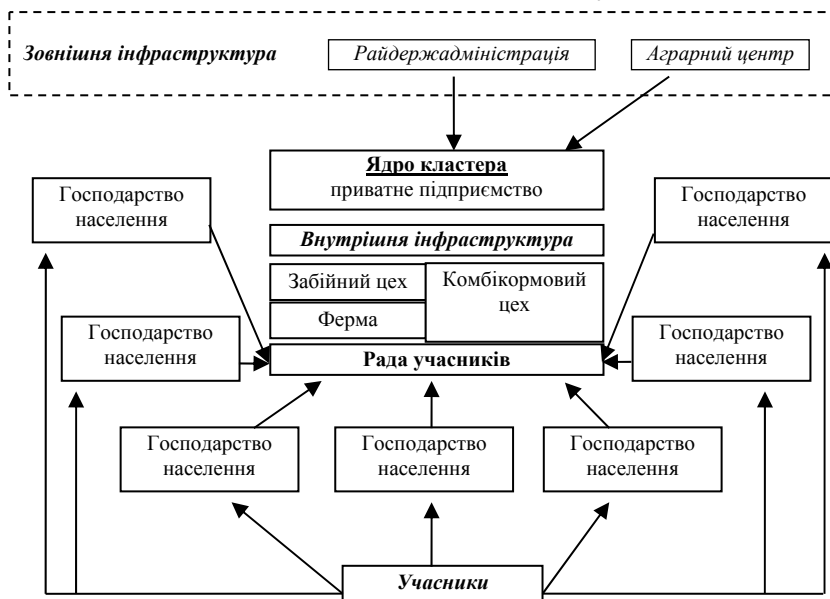 Зовнішня інфраструктура
Райдержадміністрація
Аграрний центр
Ядро кластера
приватне підприємство
Господарство
населення
Господарство
населення
Внутрішня інфраструктура
Забійний цех
Комбікормовий
цех
Ферма
Господарство
населення
Рада учасників
Господарство
населення
Господарство
населення
Господарство
населення
Господарство
населення
Учасники